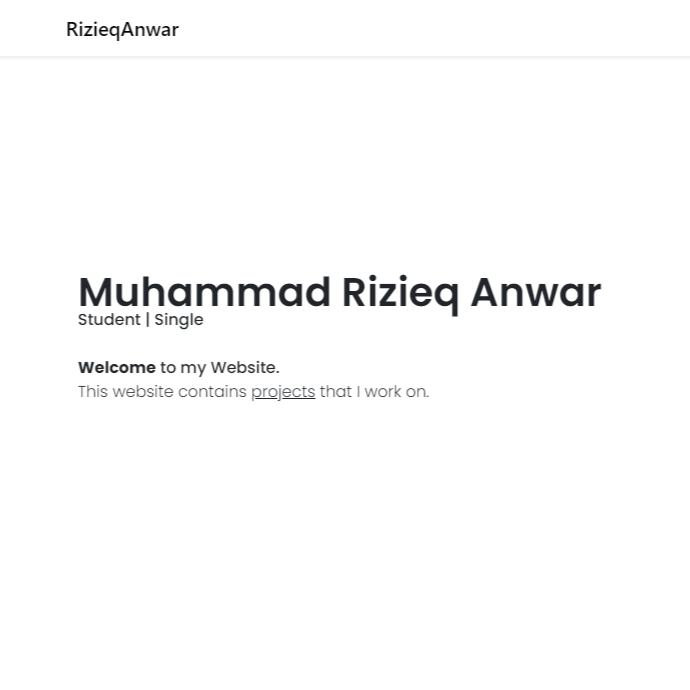 RizieqAnwar
Muhammad Rizieq Anwar
Student | Single
Welcome to my Website.
This website contains projects that I work on.